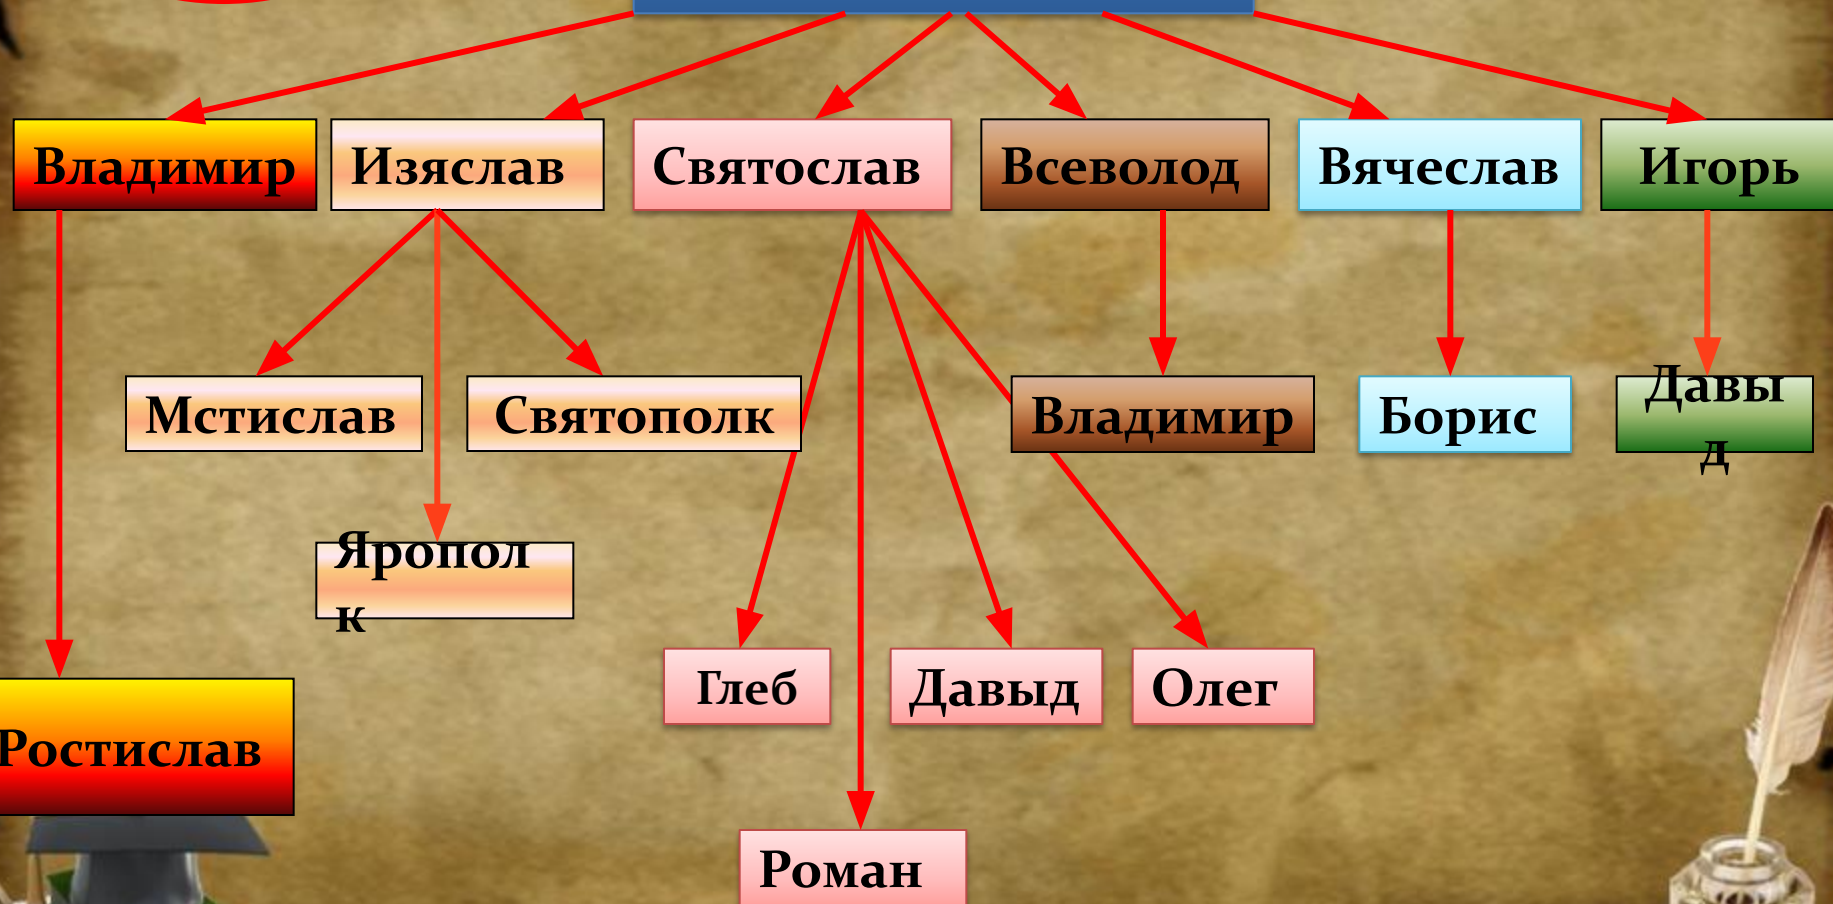 Владимир
Изяслав
Святослав
Всеволод
Вячеслав
Игорь
Мстислав
Святополк
Владимир
Борис
Давы
д
Яропол
к
Глеб
Давыд
Олег
Ростислав
Роман